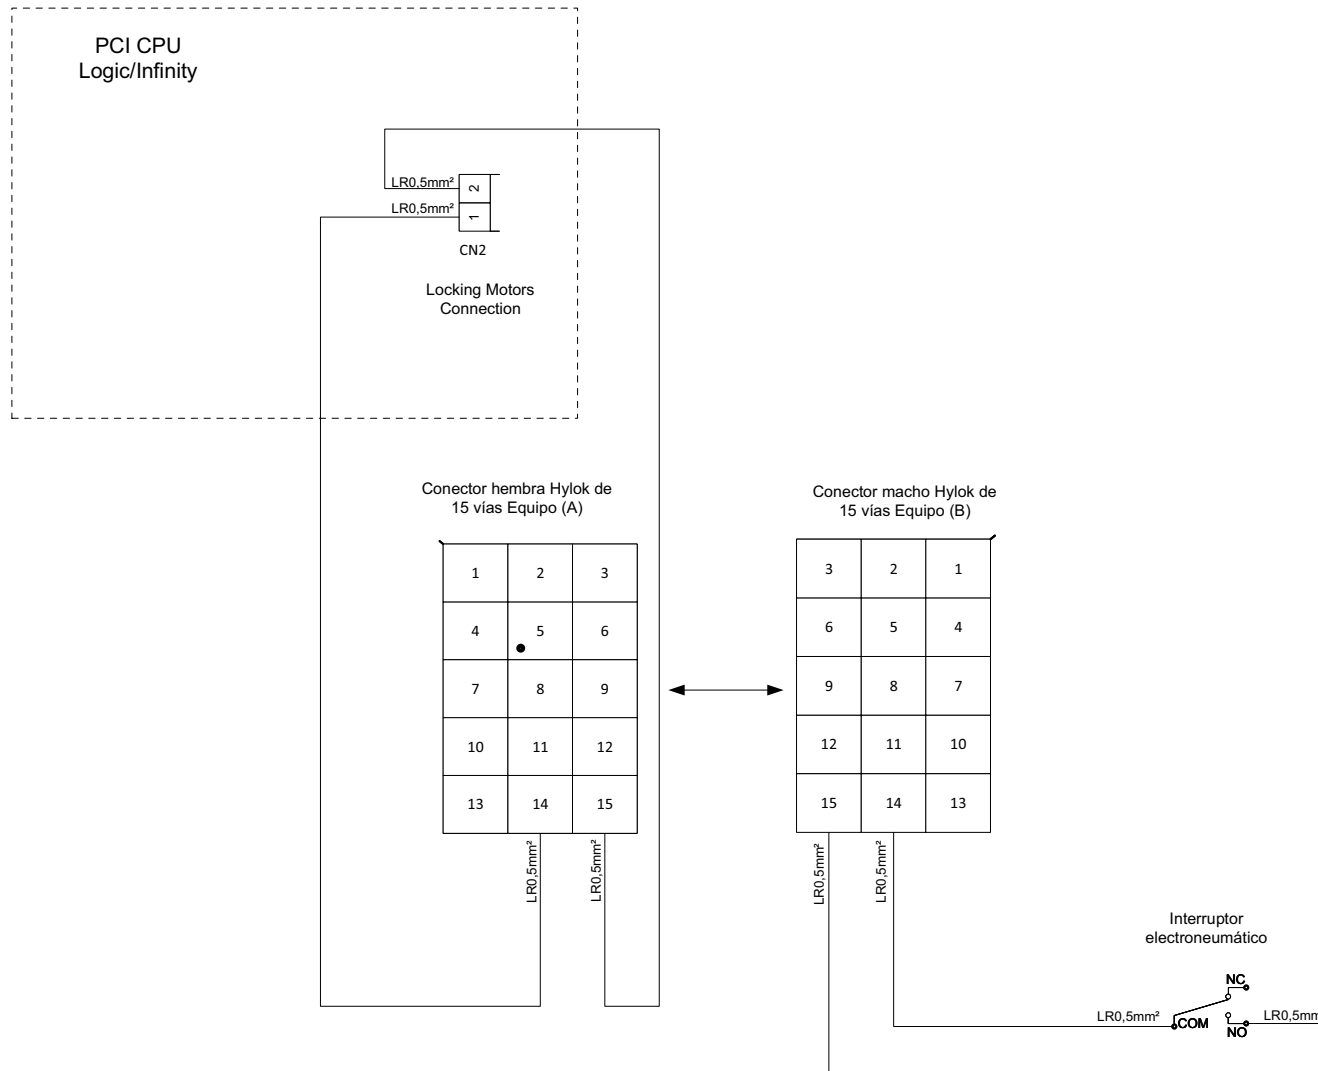 PCI CPU
Logic/Infinity
LR0,5mm²
2
LR0,5mm²
1
CN2
Locking Motors
Connection
Conector hembra Hylok de
15 vías Equipo (A)
1 2 3
4 5 6
7 8 9
10 11 12
13 14 15
LR0,5mm²
LR0,5mm²
Conector macho Hylok de
15 vías Equipo (B)
3 2 1
6 5 4
9 8 7
12 11 10
15 14 13
LR0,5mm²
LR0,5mm²
Interruptor
electroneumático
NC
LR0,5mm²
COM
NO
LR0,5mm